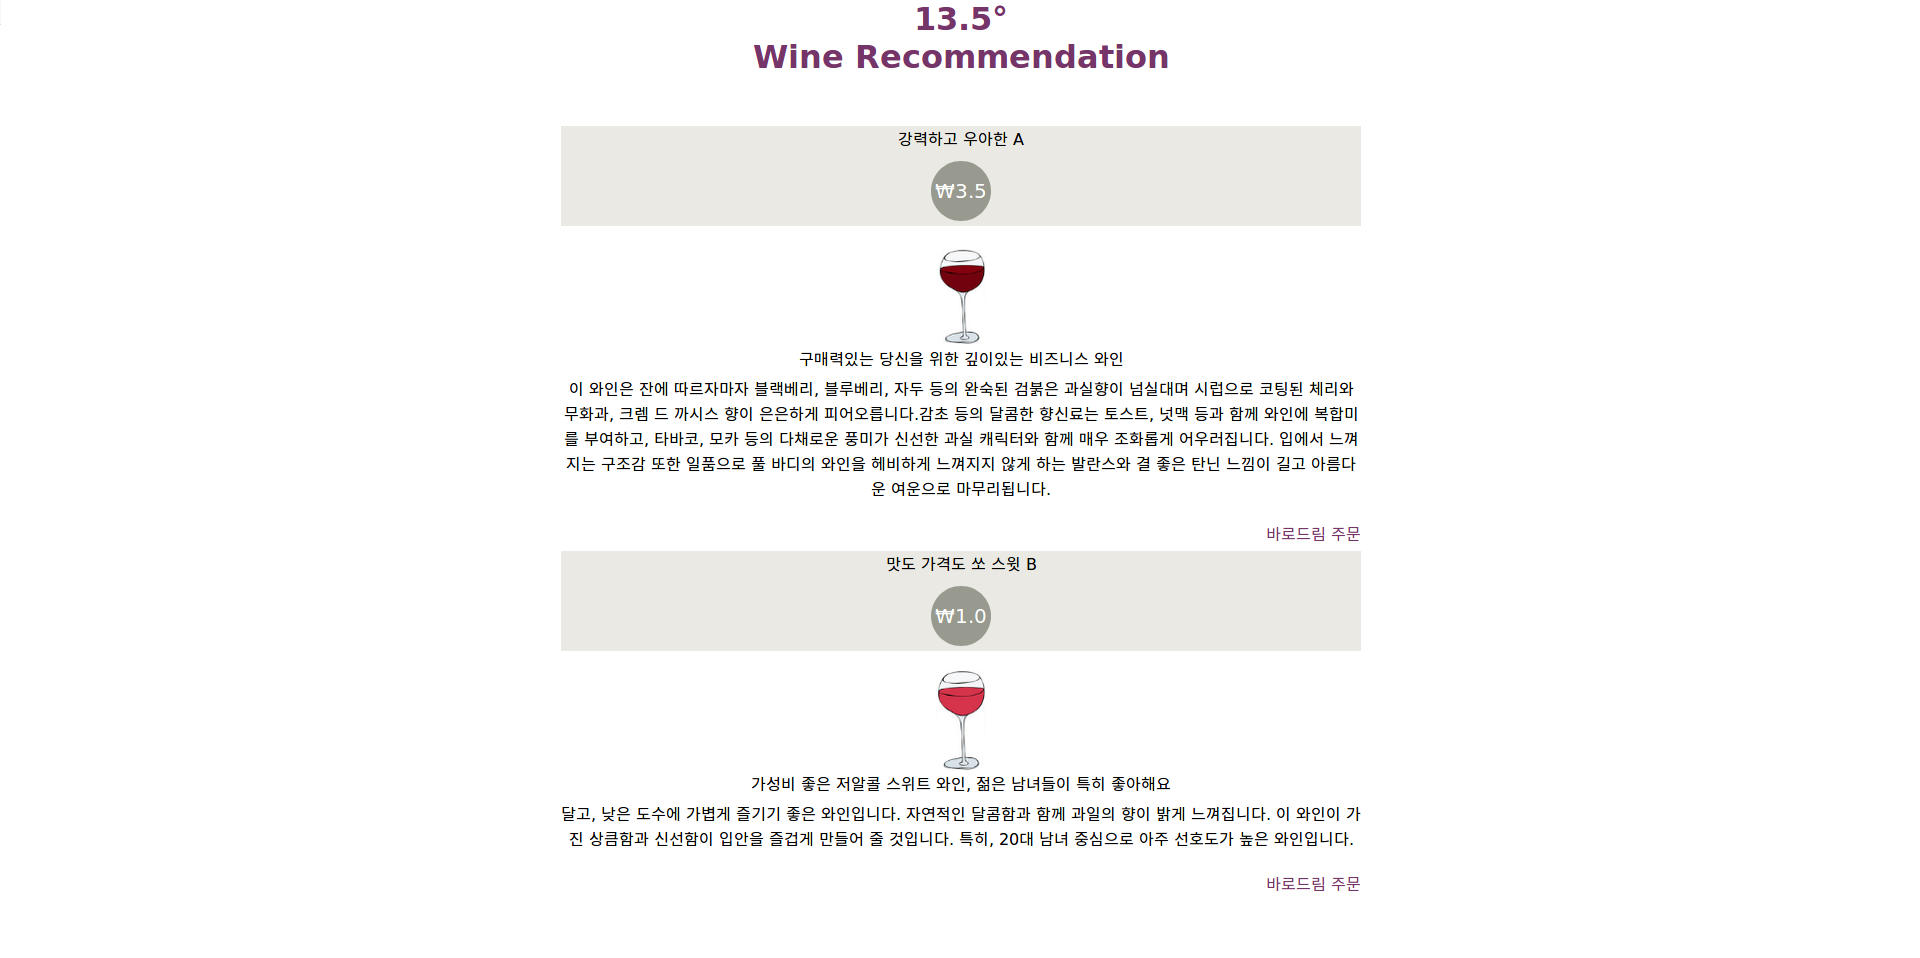 13.5°
Wine Recommendation
강력하고 우아한 A
₩3.5
구매력있는 당신을 위한 깊이있는 비즈니스 와인
이 와인은 잔에 따르자마자 블랙베리, 블루베리, 자두 등의 완숙된 검붉은 과실향이 넘실대며 시럽으로 코팅된 체리와
무화과, 크렘 드 까시스 향이 은은하게 피어오릅니다.감초 등의 달콤한 향신료는 토스트, 넛맥 등과 함께 와인에 복합미
를 부여하고, 타바코, 모카 등의 다채로운 풍미가 신선한 과실 캐릭터와 함께 매우 조화롭게 어우러집니다. 입에서 느껴
지는 구조감 또한 일품으로 풀 바디의 와인을 헤비하게 느껴지지 않게 하는 발란스와 결 좋은 탄닌 느낌이 길고 아름다
운 여운으로 마무리됩니다.
바로드림 주문
맛도 가격도 쏘 스윗 B
₩1.0
가성비 좋은 저알콜 스위트 와인, 젊은 남녀들이 특히 좋아해요
달고, 낮은 도수에 가볍게 즐기기 좋은 와인입니다. 자연적인 달콤함과 함께 과일의 향이 밝게 느껴집니다. 이 와인이 가
진 상큼함과 신선함이 입안을 즐겁게 만들어 줄 것입니다. 특히, 20대 남녀 중심으로 아주 선호도가 높은 와인입니다.
바로드림 주문